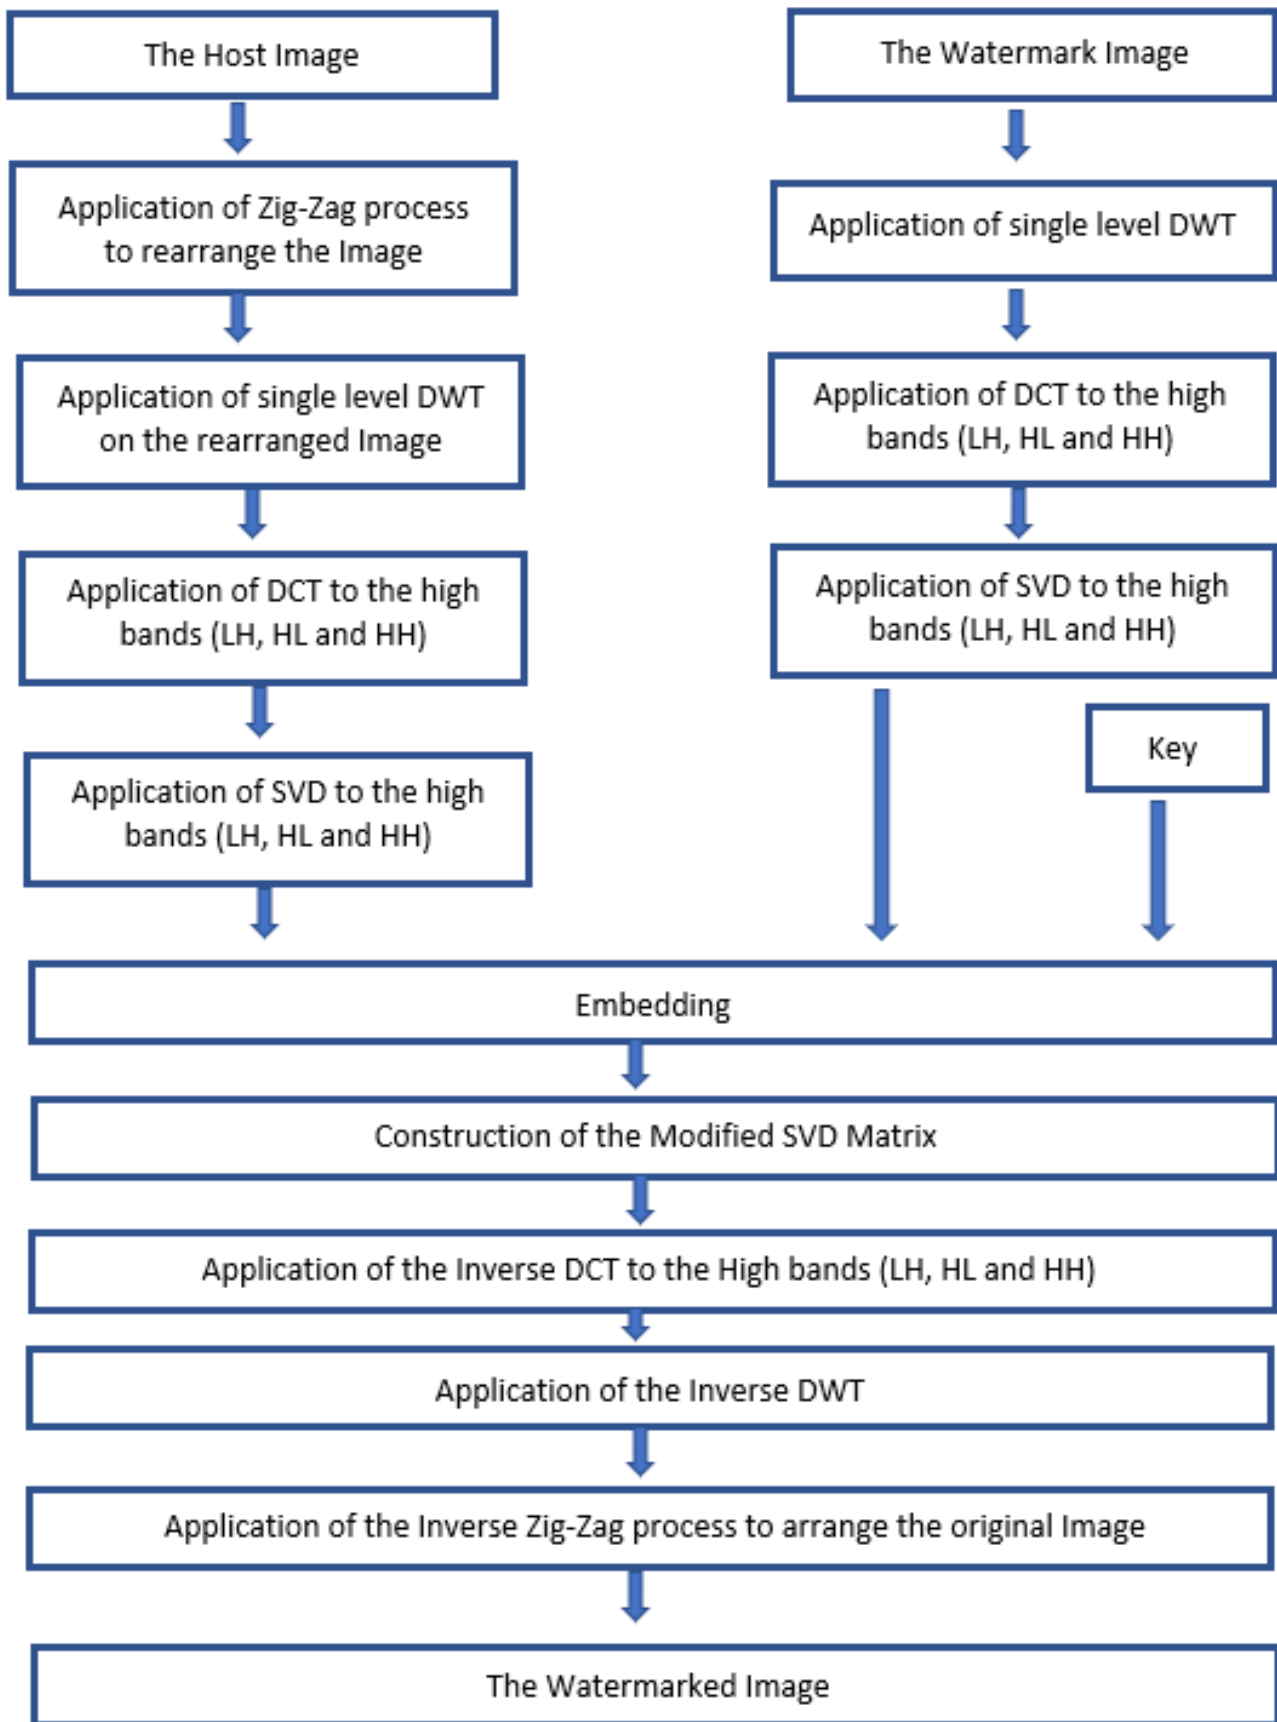 The Host Image
Application of Zig-Zag process
to rearrange the Image
Application of single level DWT
on the rearranged Image
Application of DCT to the high
bands (LH, HL and HH)
Application of SVD to the high
bands (LH, HL and HH)
The Watermark Image
Application of single level DWT
Application of DCT to the high
bands (LH, HL and HH)
Application of SVD to the high
bands (LH, HL and HH)
Key
Embedding
Construction of the Modified SVD Matrix
Application of the Inverse DCT to the High bands (LH, HL and HH)
Application of the Inverse DWT
Application of the Inverse Zig-Zag process to arrange the original Image
The Watermarked Image